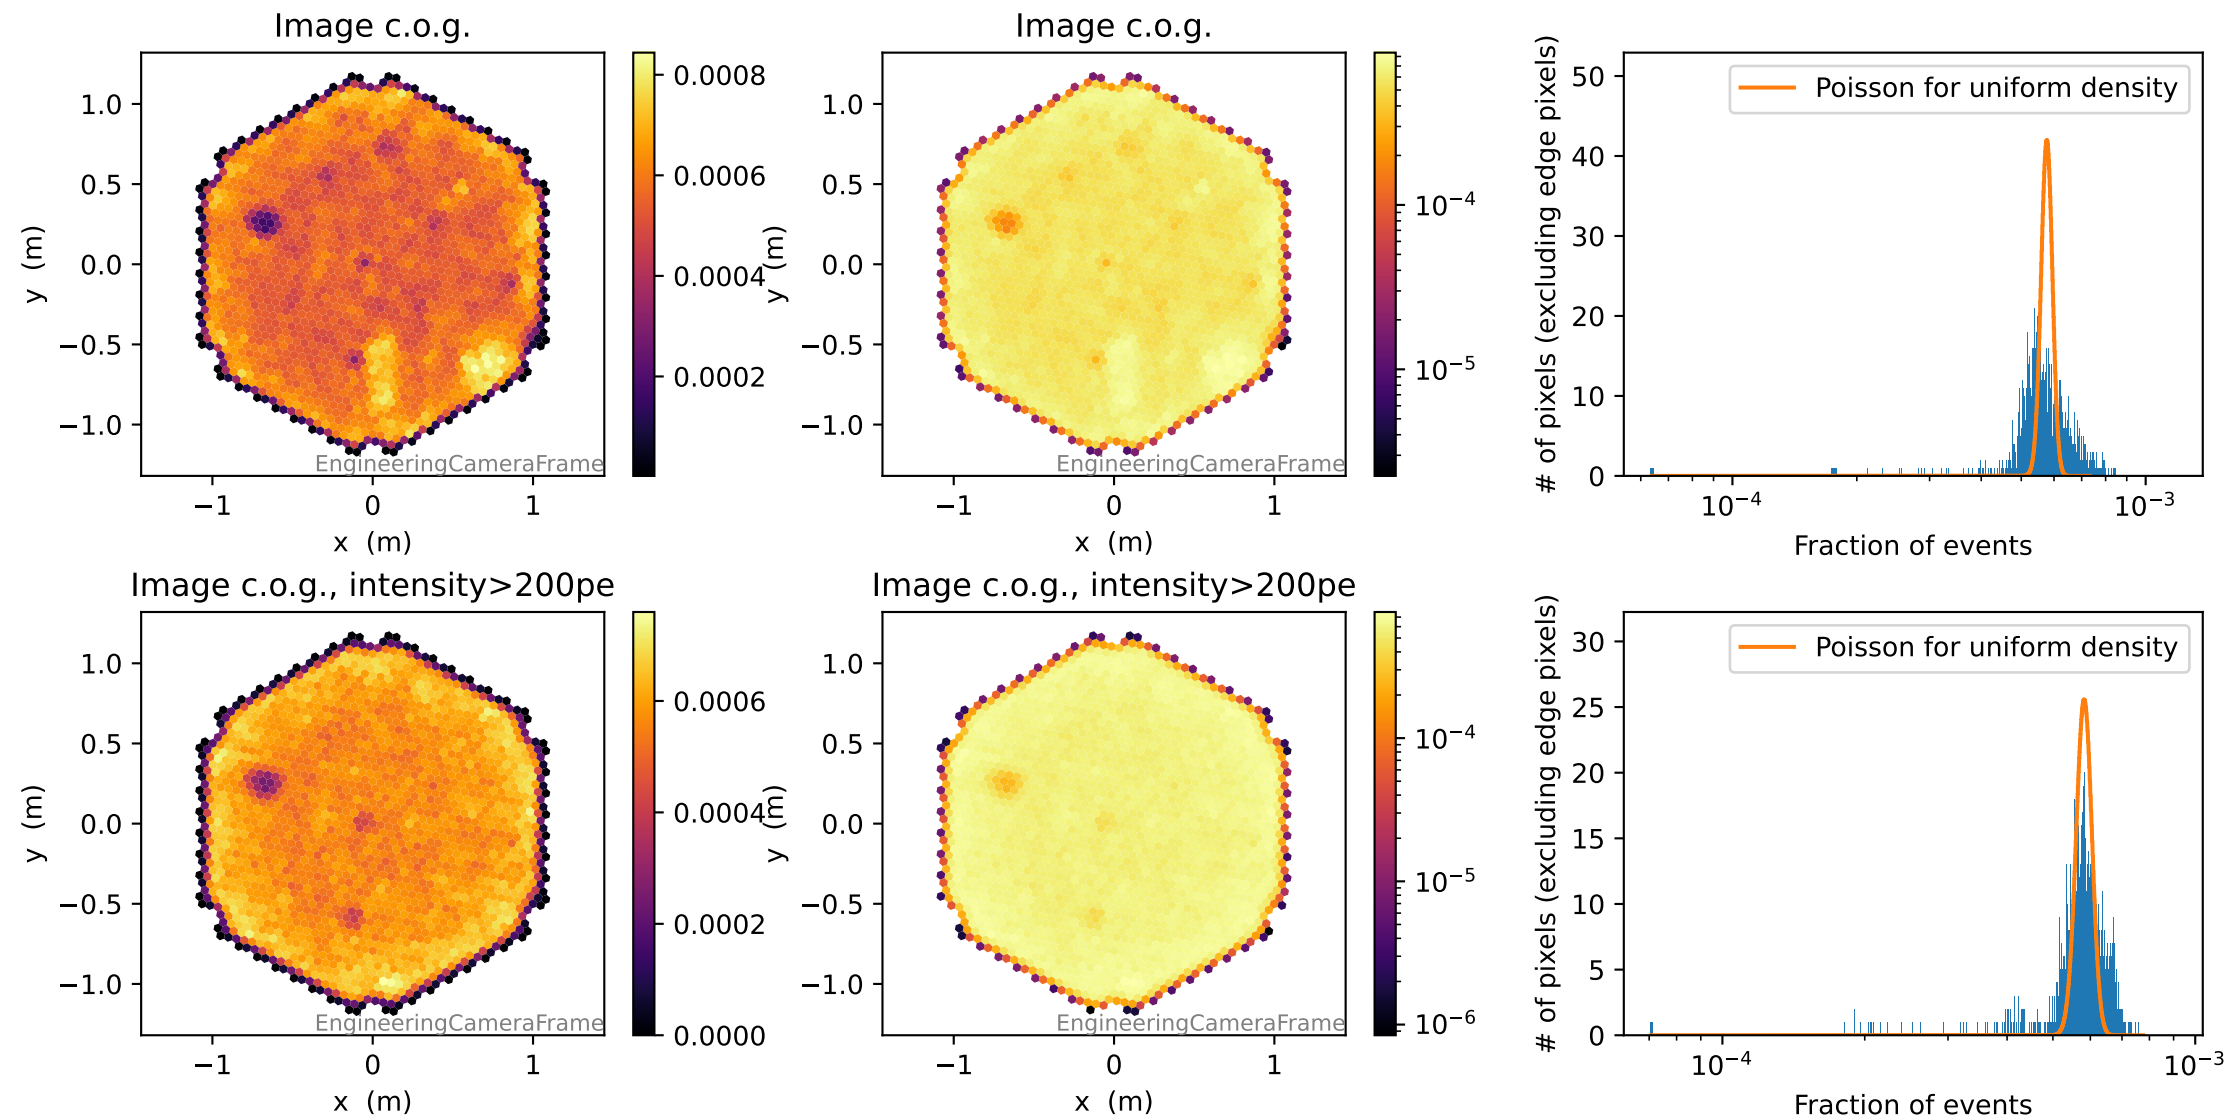 Image c.o.g.
1.0
0.5
0.0
−0.5
−1.0
y (m)
−1
0
1
x (m)
EngineeringCameraFrame
0.0008
0.0006
0.0004
0.0002
Image c.o.g.
1.0
0.5
0.0
−0.5
−1.0
y (m)
−1
0
1
x (m)
EngineeringCameraFrame
10⁻⁴
10⁻⁵
# of pixels (excluding edge pixels)
50
40
30
20
10
0
Poisson for uniform density
10⁻⁴
10⁻³
Fraction of events
Image c.o.g., intensity>200pe
1.0
0.5
0.0
−0.5
−1.0
y (m)
−1
0
1
x (m)
EngineeringCameraFrame
0.0006
0.0004
0.0002
0.0000
Image c.o.g., intensity>200pe
1.0
0.5
0.0
−0.5
−1.0
y (m)
−1
0
1
x (m)
EngineeringCameraFrame
10⁻⁴
10⁻⁵
10⁻⁶
# of pixels (excluding edge pixels)
30
25
20
15
10
5
0
Poisson for uniform density
10⁻⁴
10⁻³
Fraction of events